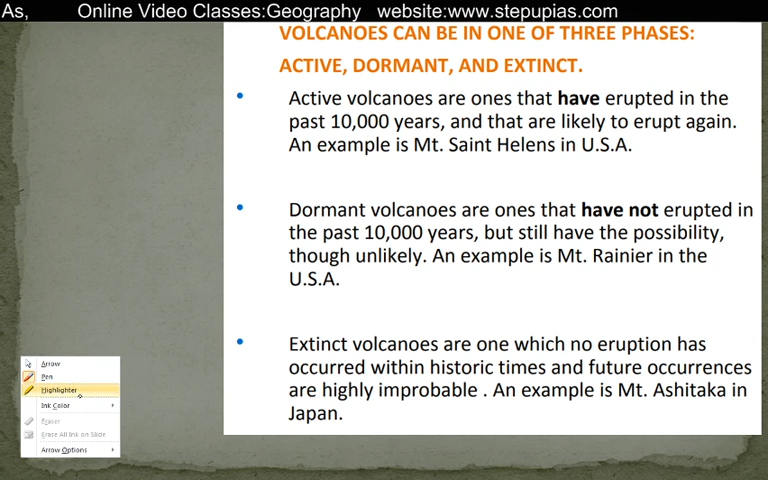 As,     Online Video Classes:Geography   website:www.stepupias.com
VOLCANOES CAN BE IN ONE OF THREE PHASES:
ACTIVE, DORMANT, AND EXTINCT.
• Active volcanoes are ones that have erupted in the
past 10,000 years, and that are likely to erupt again.
An example is Mt. Saint Helens in U.S.A.
• Dormant volcanoes are ones that have not erupted in
the past 10,000 years, but still have the possibility,
though unlikely. An example is Mt. Rainier in the
U.S.A.
• Extinct volcanoes are one which no eruption has
occurred within historic times and future occurrences
are highly improbable . An example is Mt. Ashitaka in
Japan.
Arrow
Pen
Highlighter
Ink Color
Eraser
Erase All Ink on Slide
Arrow Options